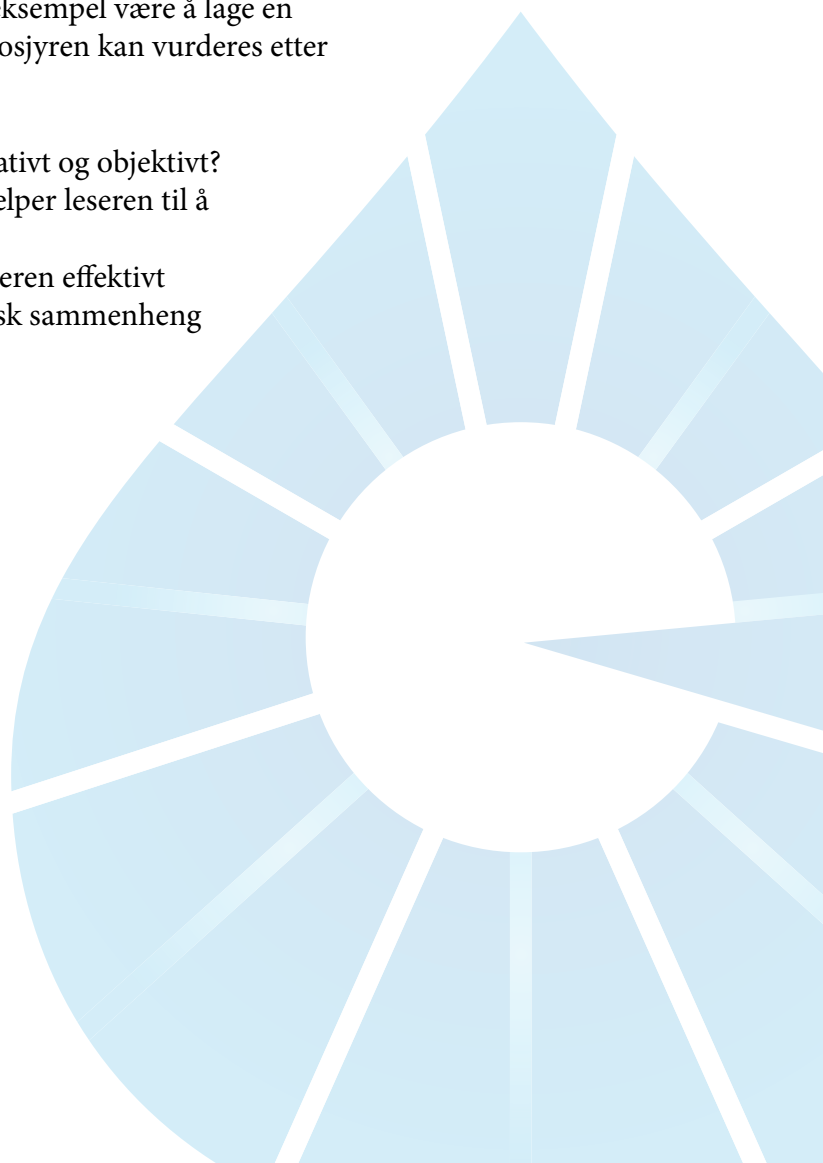 eksempel være å lage en
osjyren kan vurderes etter
ativt og objektivt?
elper leseren til å
eren effektivt
sk sammenheng